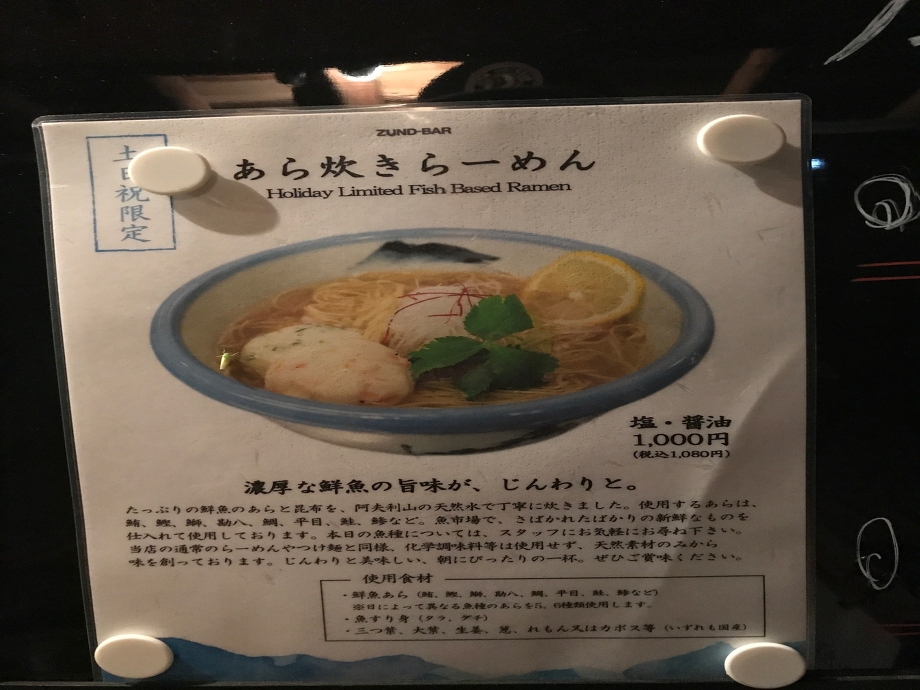 ZUND-BAR
土日祝限定
あら炊きらーめん
Holiday Limited Fish Based Ramen
塩・醤油
1,000円
(税込1,080円)
濃厚な鮮魚の旨味が、じんわりと。
たっぷりの鮮魚のあらと昆布を、阿夫利山の天然水で丁寧に炊きました。使用するあらは、
鮪、鰹、鰤、勘八、鯛、平目、鮭、鯵など。魚市場で、さばかれたばかりの新鮮なものを
仕入れて使用しております。本日の魚種については、スタッフにお気軽にお尋ね下さい。
当店の通常のらーめんやつけ麺と同様、化学調味料等は使用せず、天然素材のみから
味を創っております。じんわりと美味しい、朝にぴったりの一杯。ぜひご賞味ください。
使用食材
・鮮魚あら(鮪、鰹、鰤、勘八、鯛、平目、鮭、鯵など)
※日によって異なる魚種のあらを5、6種類使用します。
・魚すり身(タラ、グチ)
・三つ葉、大葉、生姜、葱、れもん又はカボス等(いずれも国産)